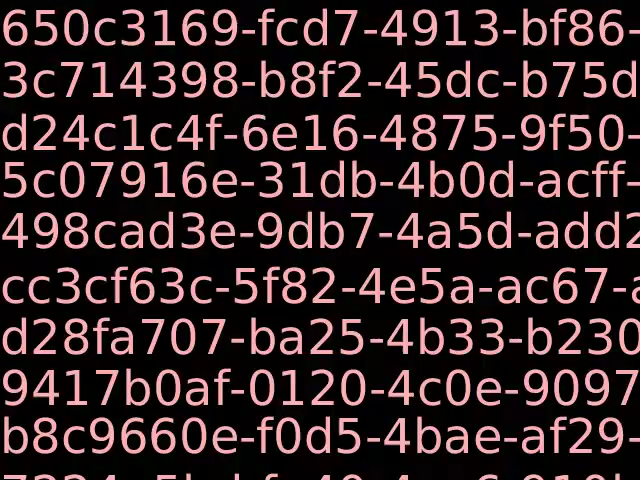 650c3169-fcd7-4913-bf86-
3c714398-b8f2-45dc-b75d
d24c1c4f-6e16-4875-9f50-
5c07916e-31db-4b0d-acff-
498cad3e-9db7-4a5d-add2
cc3cf63c-5f82-4e5a-ac67-a
d28fa707-ba25-4b33-b230
9417b0af-0120-4c0e-9097
b8c9660e-f0d5-4bae-af29-